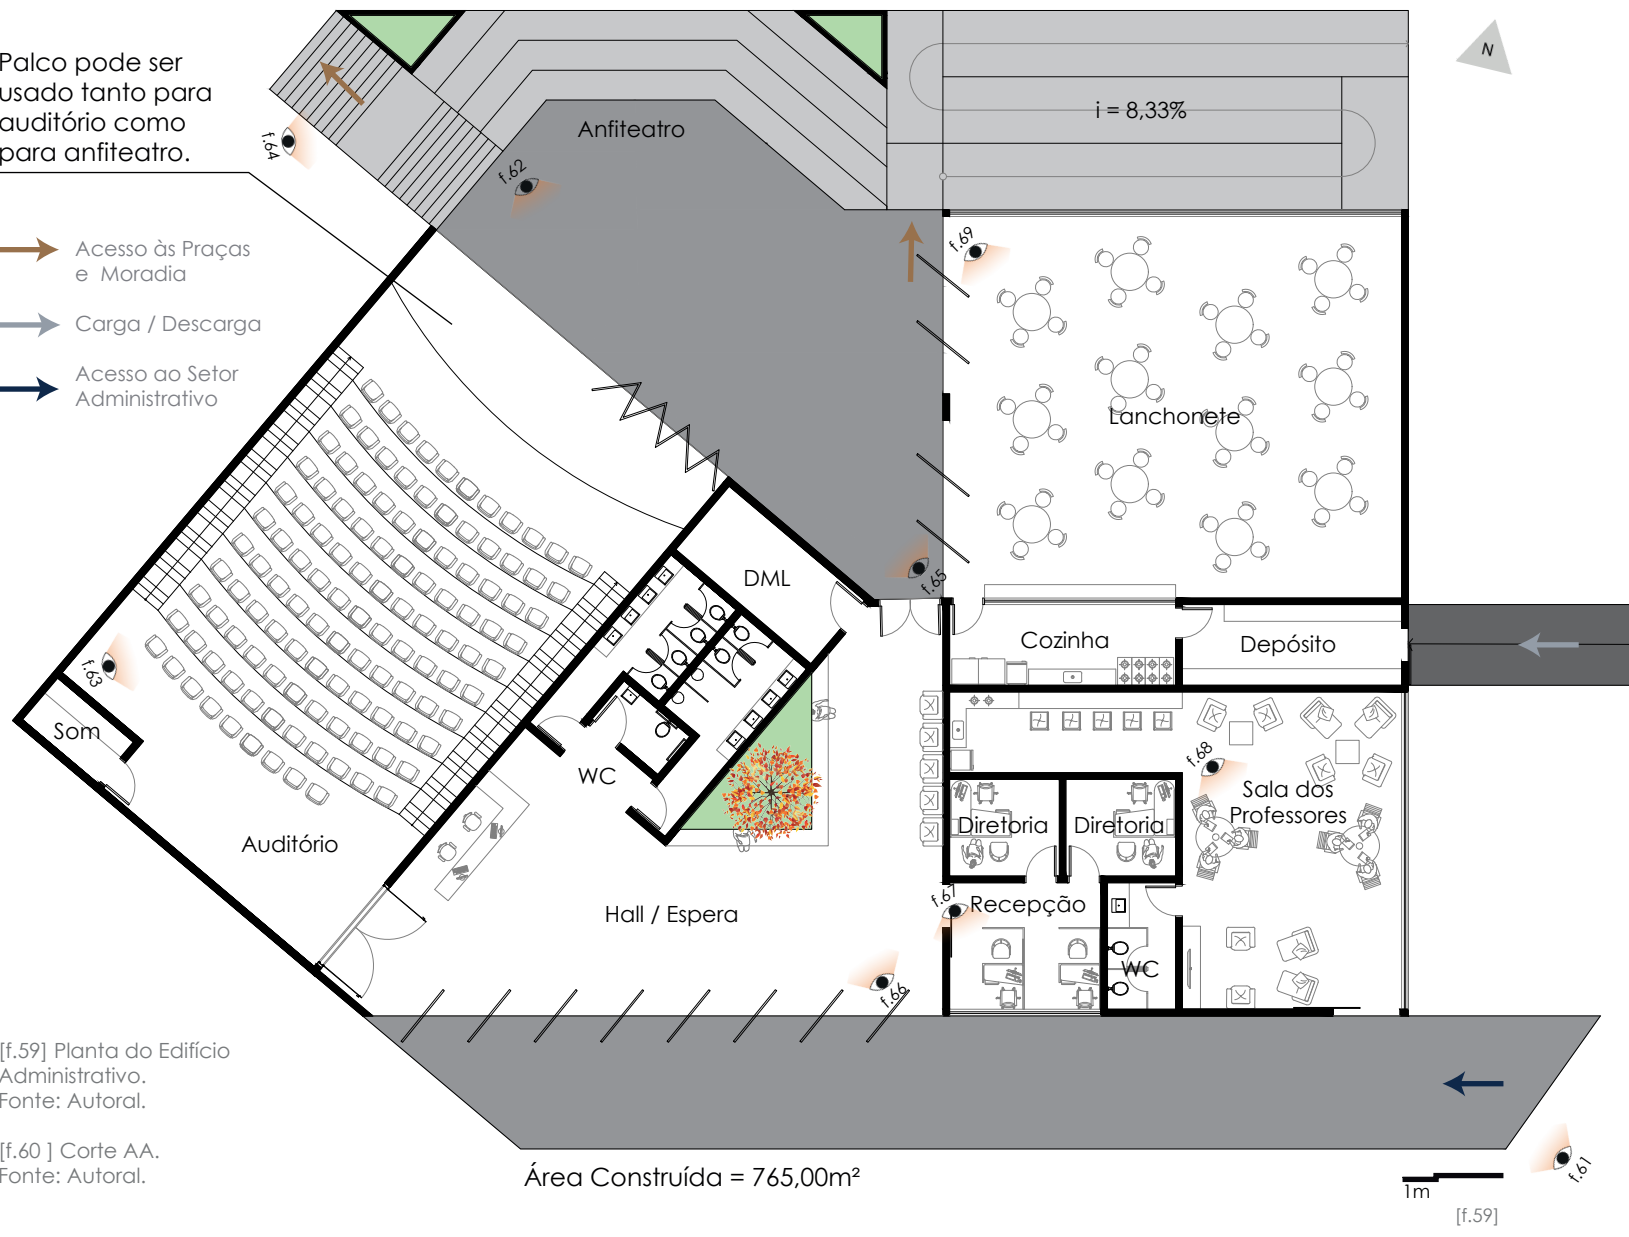 Palco pode ser
usado tanto para
auditório como
para anfiteatro.
Acesso às Praças
e Moradia
Carga / Descarga
Acesso ao Setor
Administrativo
[f.59] Planta do Edifício
Administrativo.
Fonte: Autoral.
[f.60 ] Corte AA.
Fonte: Autoral.
N
i = 8,33%
Anfiteatro
f.64
f.62
f.69
Lanchonete
DML
f.65
Cozinha
Depósito
f.63
Som
WC
f.68
Sala dos
Professores
Diretoria
Diretoria
Auditório
f.67
Recepção
Hall / Espera
WC
f.66
f.61
Área Construída = 765,00m²
1m
[f.59]